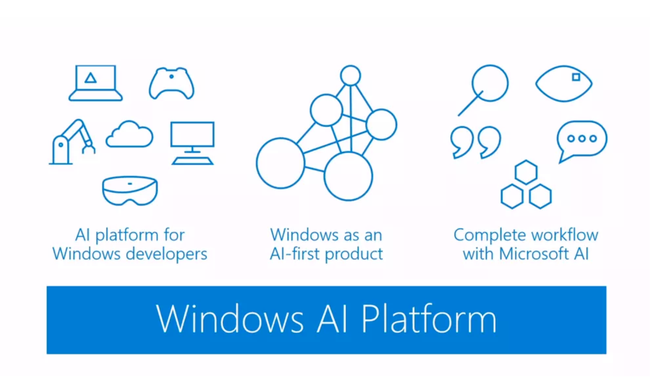 AI platform for
Windows developers
Windows as an
AI-first product
Complete workflow
with Microsoft AI
Windows AI Platform